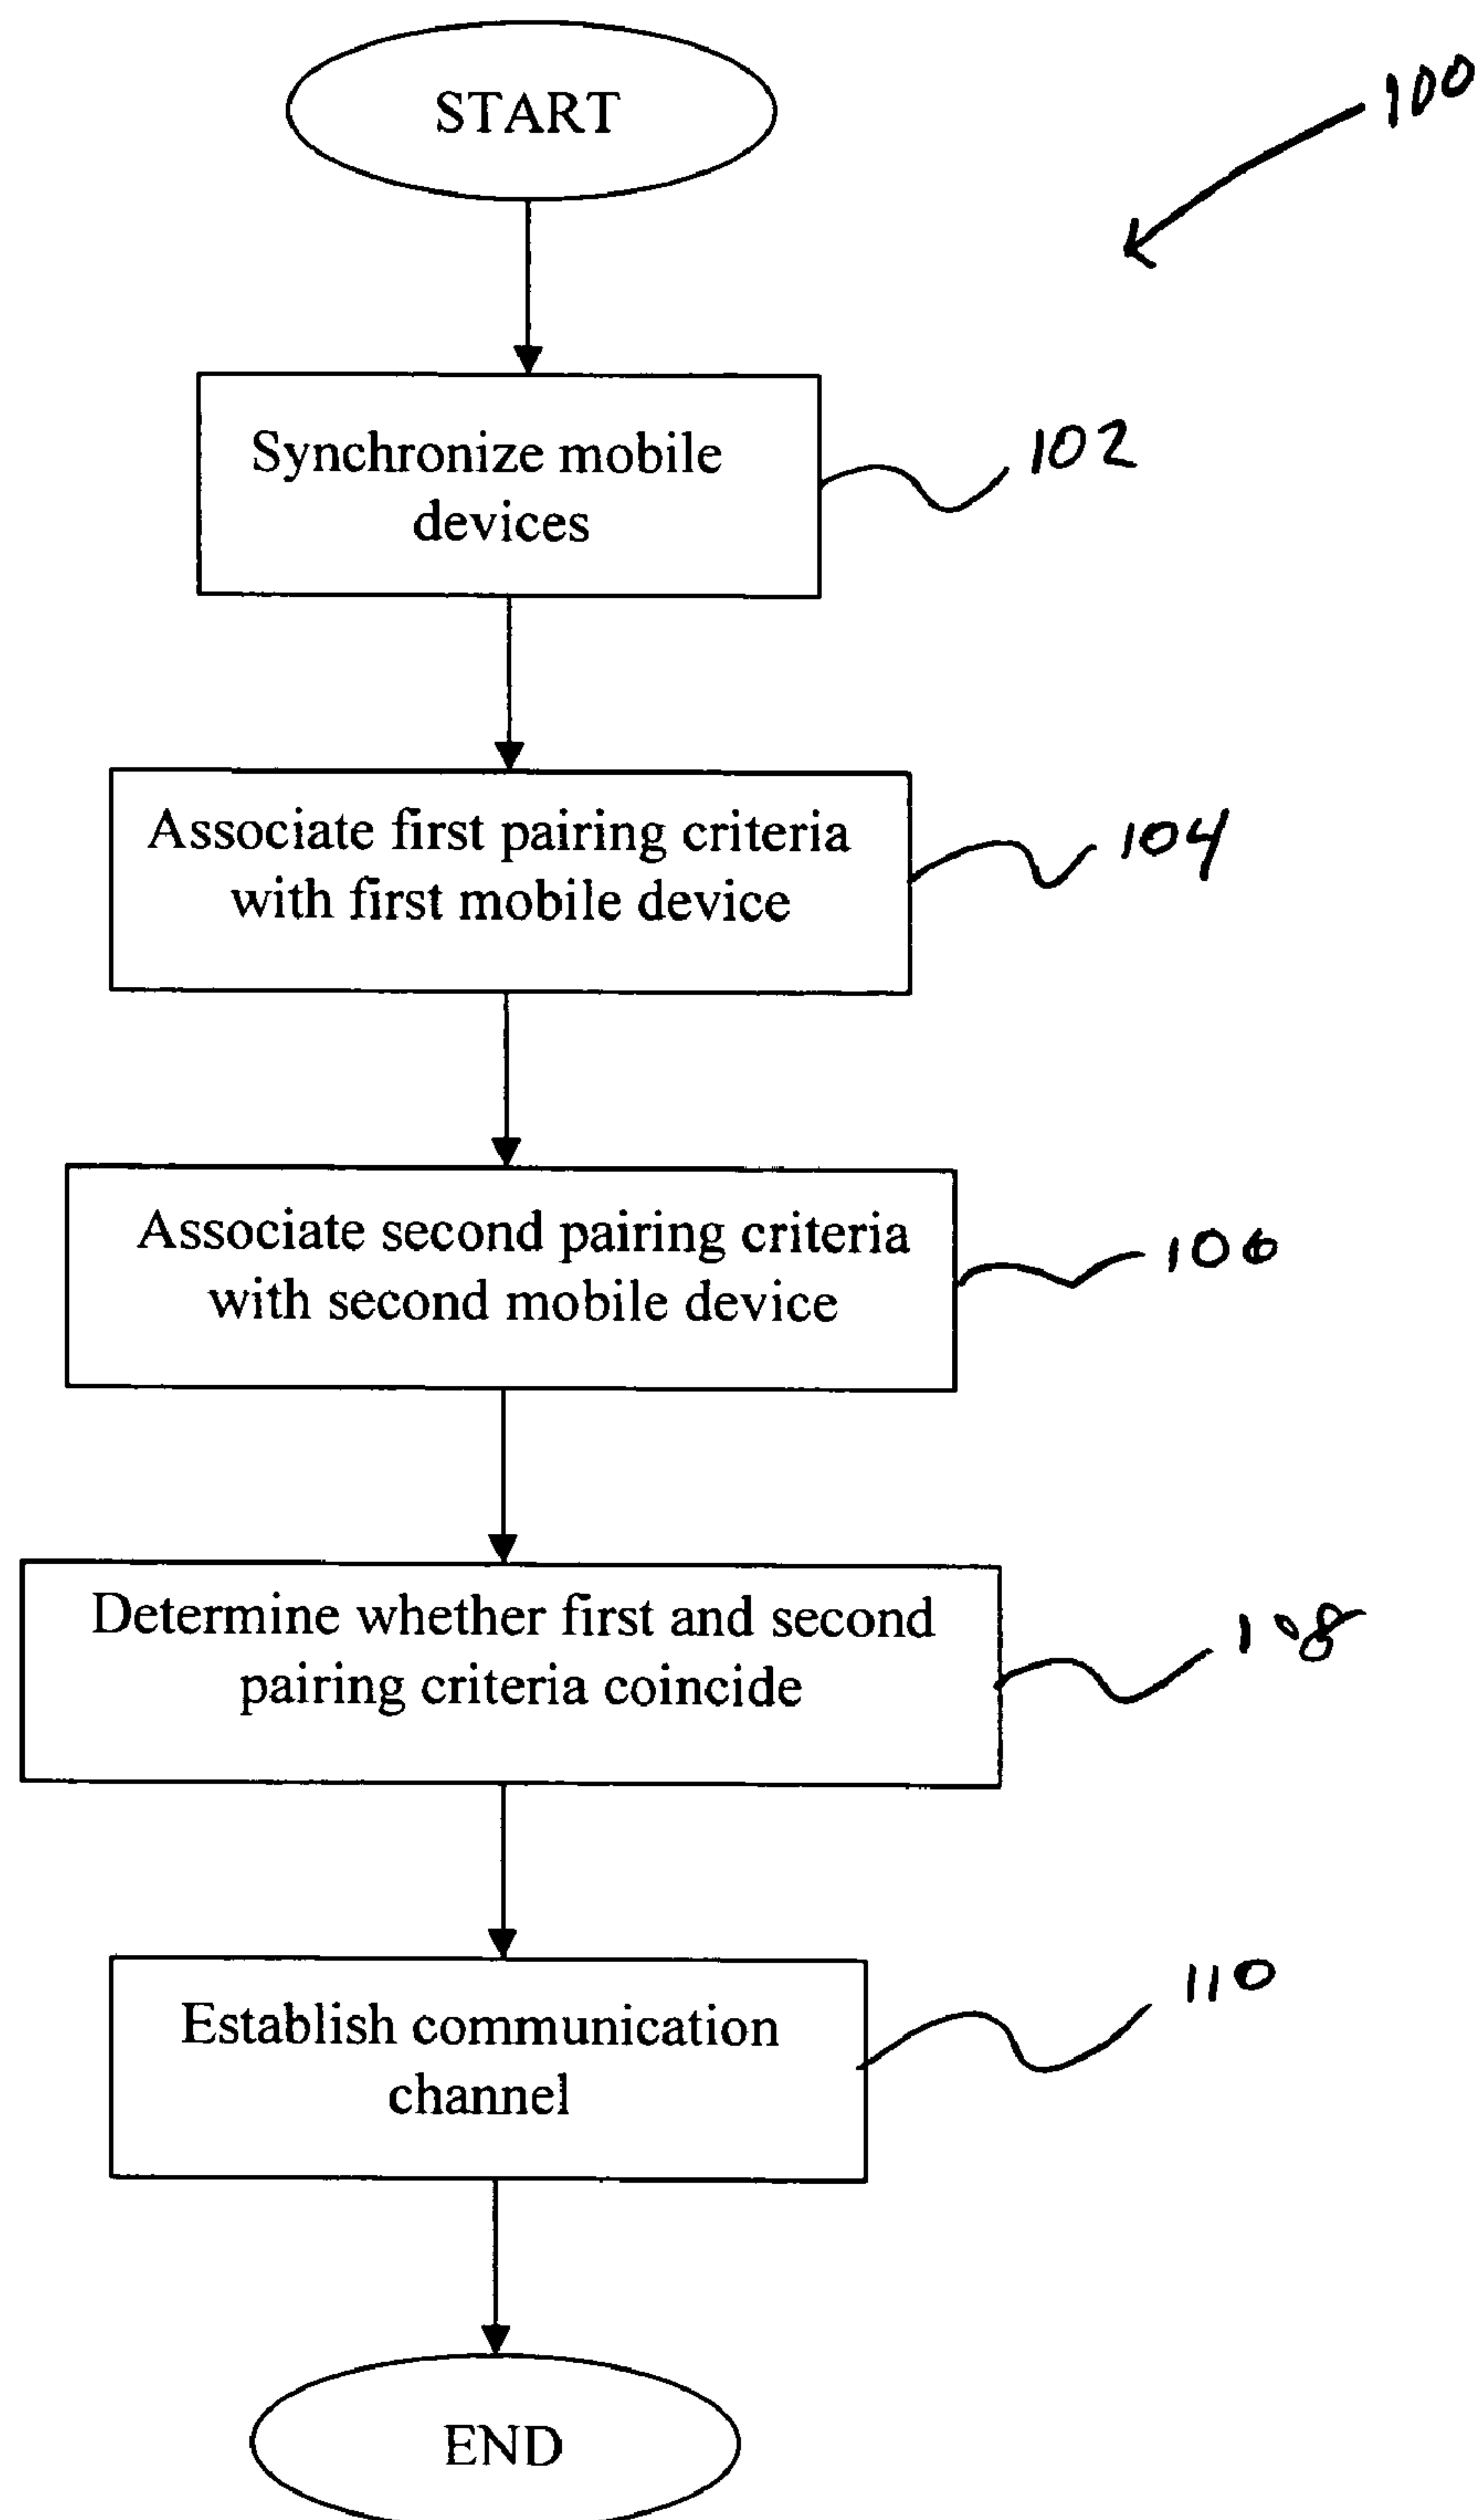 START
100
Synchronize mobile
devices
102
Associate first pairing criteria
with first mobile device
104
Associate second pairing criteria
with second mobile device
106
Determine whether first and second
pairing criteria coincide
108
Establish communication
channel
110
END